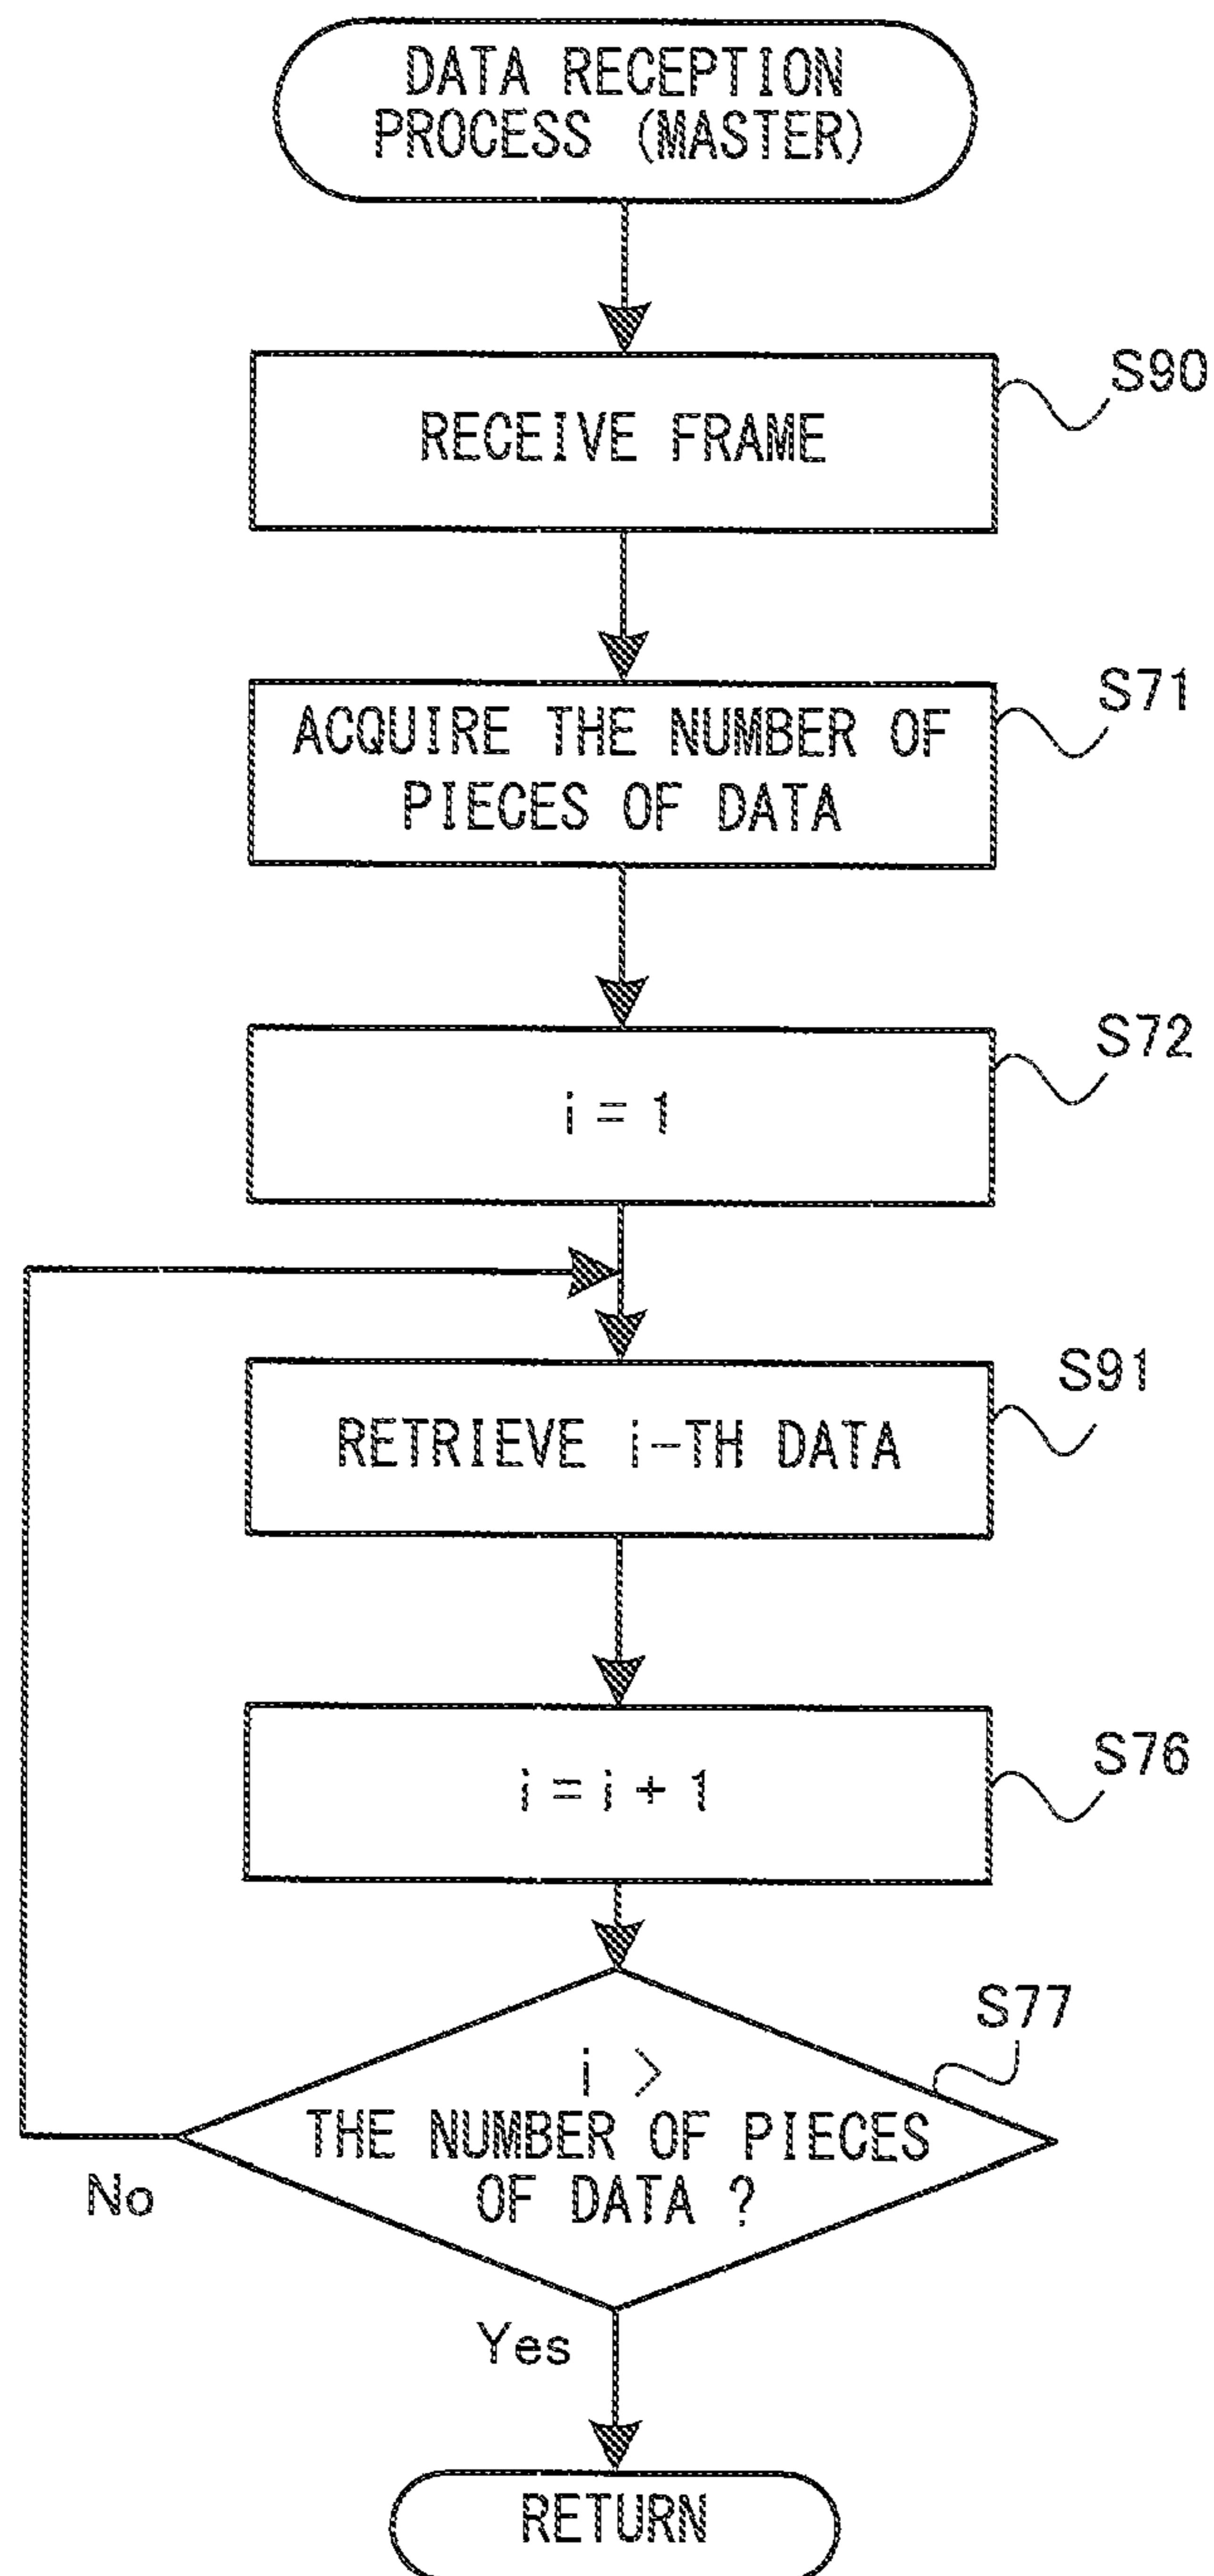 DATA RECEPTION
PROCESS (MASTER)
S90
RECEIVE FRAME
S71
ACQUIRE THE NUMBER OF
PIECES OF DATA
S72
i = 1
S91
RETRIEVE i-TH DATA
S76
i = i + 1
S77
i >
THE NUMBER OF PIECES
OF DATA ?
No
Yes
RETURN